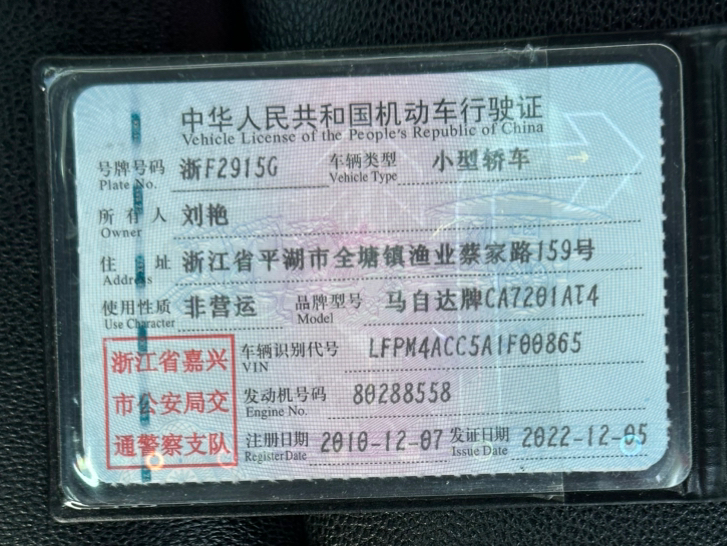 中华人民共和国机动车行驶证
Vehicle License of the People's Republic of China
号牌号码 浙F2915G 车辆类型 小型轿车
Plate No. Vehicle Type
所有人 刘艳
Owner
住址 浙江省平湖市全塘镇渔业蔡家路159号
Address
使用性质 非营运 品牌型号 马自达牌CA7201AT4
Use Character Model
浙江省嘉兴
市公安局交
通警察支队
车辆识别代号 LFPM4ACC5A1F00865
VIN
发动机号码 80288558
Engine No.
注册日期 2010-12-07 发证日期 2022-12-05
Register Date Issue Date